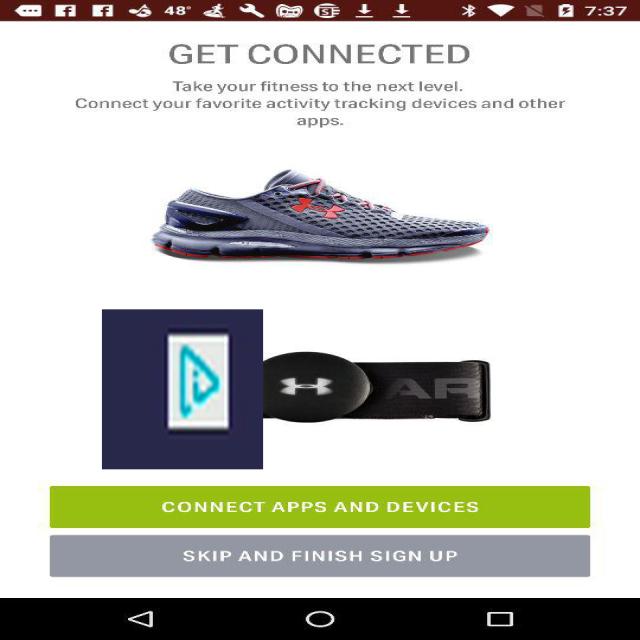 48°
7:37
GET CONNECTED
Take your fitness to the next level.
Connect your favorite activity tracking devices and other
apps.
AR
CONNECT APPS AND DEVICES
SKIP AND FINISH SIGN UP